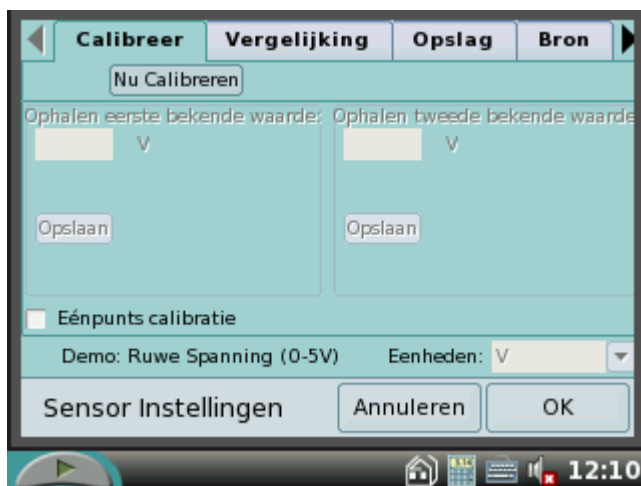 Calibreer Vergelijking Opslag Bron
Nu Calibreren
Ophalen eerste bekende waarde: Ophalen tweede bekende waarde
V V
Opslaan Opslaan
Eénpunts calibratie
Demo: Ruwe Spanning (0-5V) Eenheden: V
Sensor Instellingen Annuleren OK
12:10